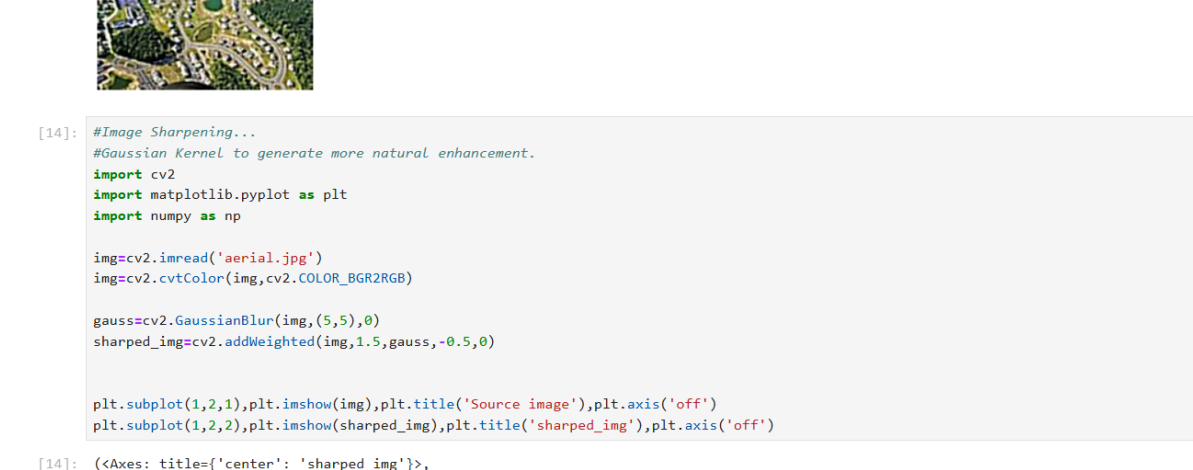 [14]: #Image Sharpening...
#Gaussian Kernel to generate more natural enhancement.
import cv2
import matplotlib.pyplot as plt
import numpy as np
img=cv2.imread('aerial.jpg')
img=cv2.cvtColor(img,cv2.COLOR_BGR2RGB)
gauss=cv2.GaussianBlur(img,(5,5),0)
sharped_img=cv2.addWeighted(img,1.5,gauss,-0.5,0)
plt.subplot(1,2,1),plt.imshow(img),plt.title('Source image'),plt.axis('off')
plt.subplot(1,2,2),plt.imshow(sharped_img),plt.title('sharped_img'),plt.axis('off')
[14]: (<Axes: title={'center': 'sharped_img'}>,